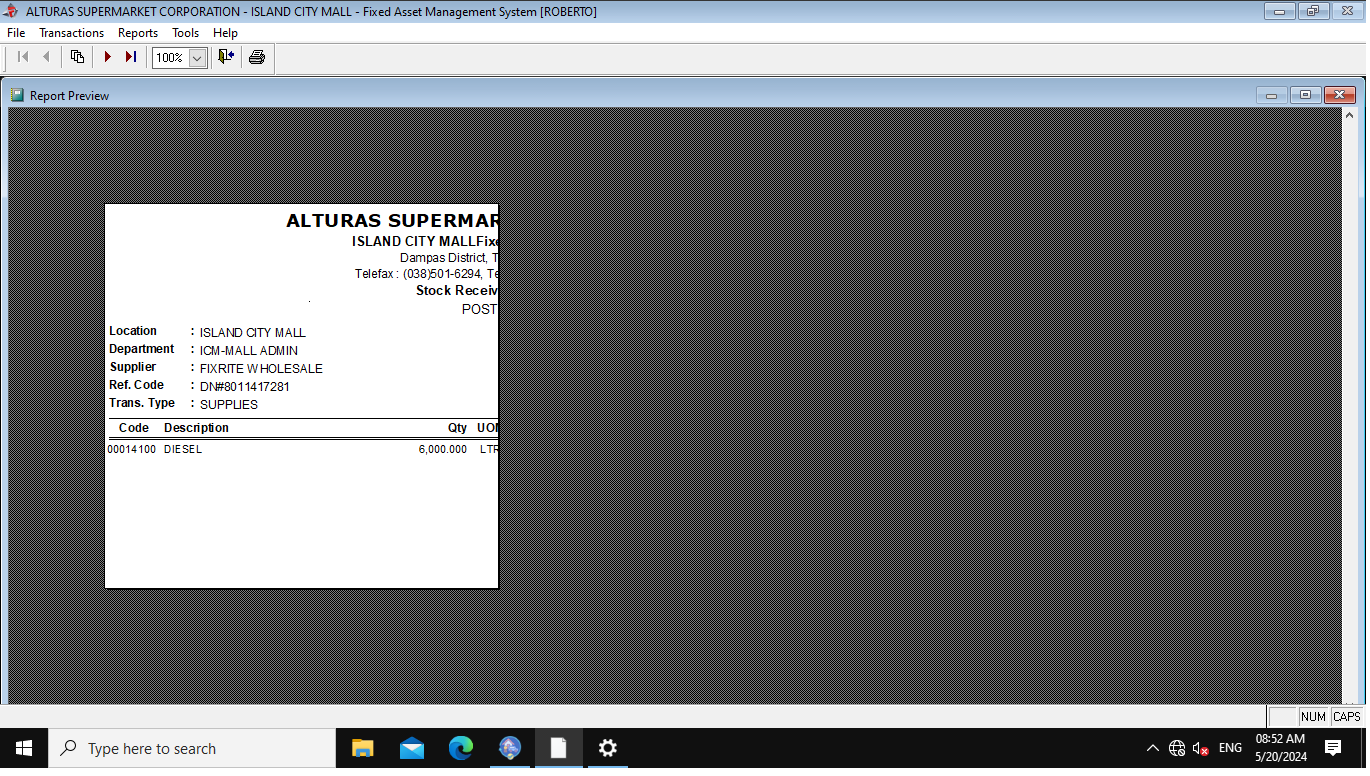 ALTURAS SUPERMARKET CORPORATION - ISLAND CITY MALL - Fixed Asset Management System [ROBERTO]
File Transactions Reports Tools Help
100%
Report Preview
ALTURAS SUPERMAR
ISLAND CITY MALLFixe
Dampas District, T
Telefax : (038)501-6294, Te
Stock Receiv
POST
Location : ISLAND CITY MALL
Department : ICM-MALL ADMIN
Supplier : FIXRITE WHOLESALE
Ref. Code : DN#8011417281
Trans. Type : SUPPLIES
Code Description Qty UOM
00014100 DIESEL 6,000.000 LTR
NUM CAPS
Type here to search
ENG
08:52 AM
5/20/2024